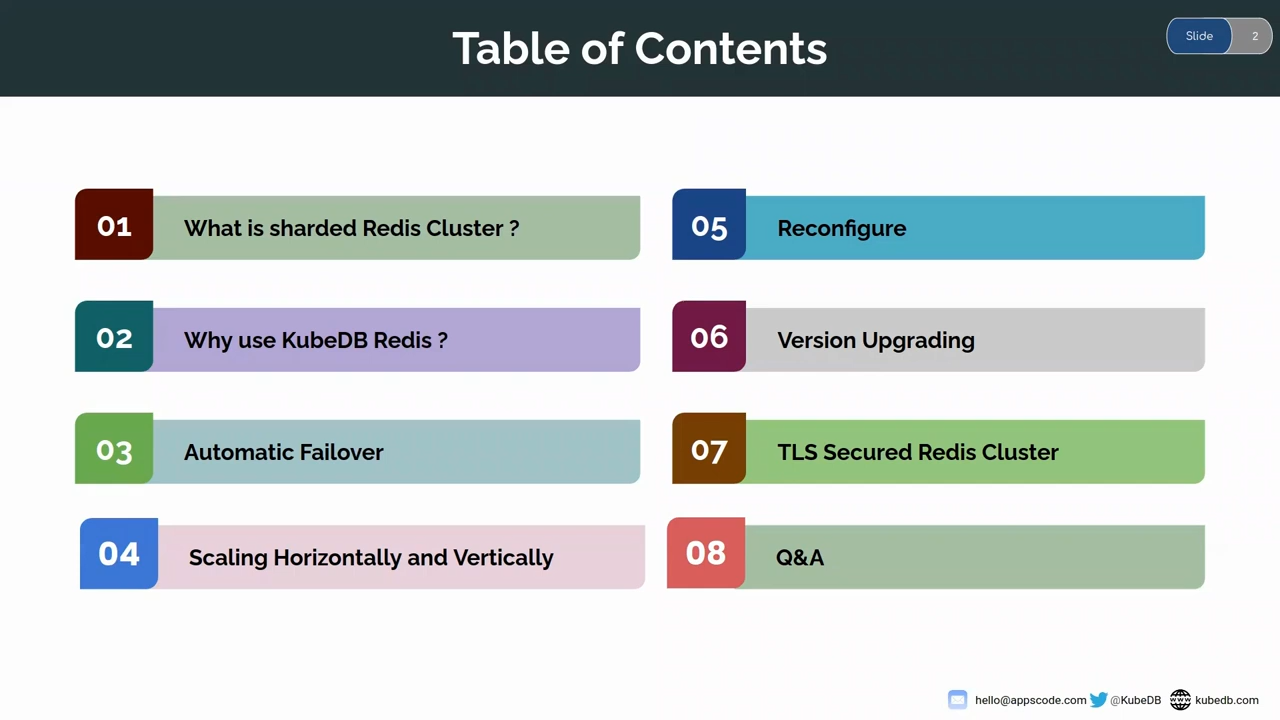 Table of Contents
Slide 2
01 What is sharded Redis Cluster ?
02 Why use KubeDB Redis ?
03 Automatic Failover
04 Scaling Horizontally and Vertically
05 Reconfigure
06 Version Upgrading
07 TLS Secured Redis Cluster
08 Q&A
hello@appscode.com @KubeDB kubedb.com